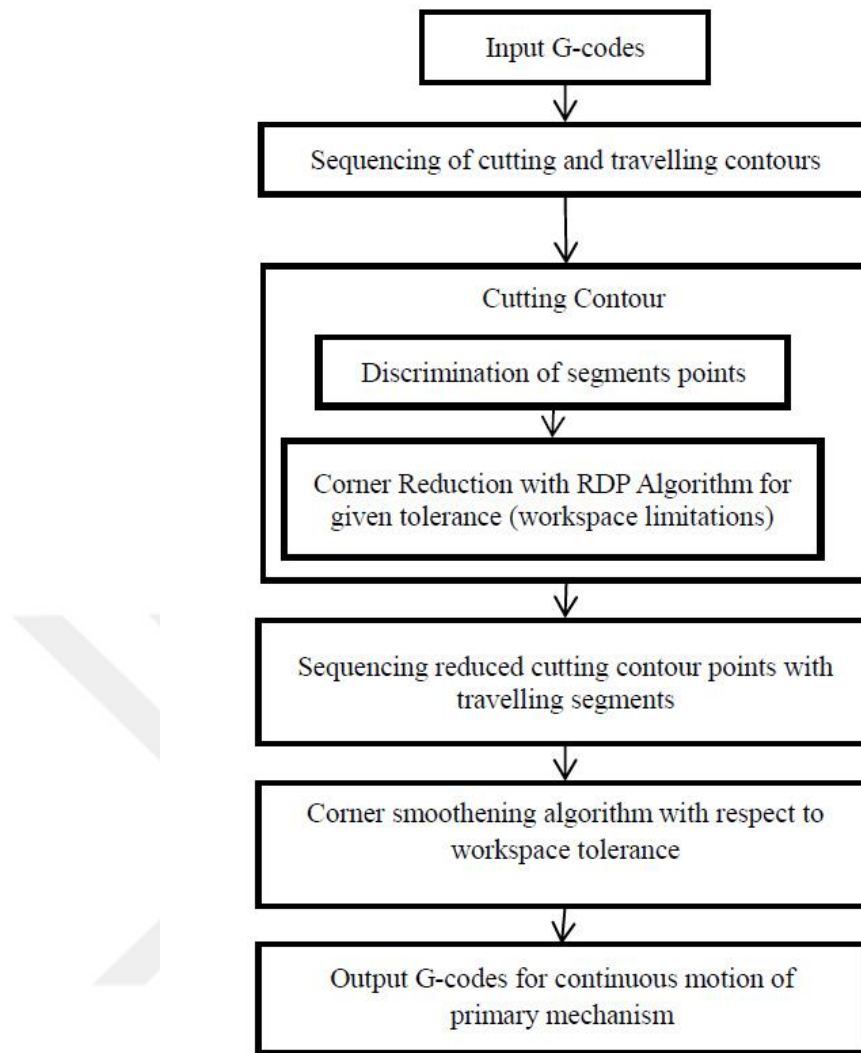 Input G-codes
Sequencing of cutting and travelling contours
Cutting Contour
Discrimination of segments points
Corner Reduction with RDP Algorithm for
given tolerance (workspace limitations)
Sequencing reduced cutting contour points with
travelling segments
Corner smoothening algorithm with respect to
workspace tolerance
Output G-codes for continuous motion of
primary mechanism